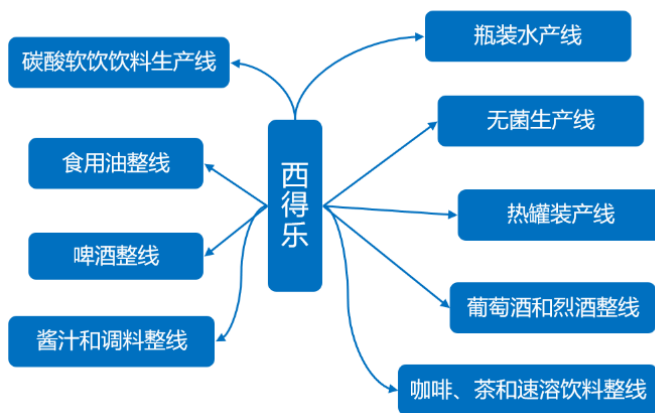 碳酸软饮饮料生产线
食用油整线
啤酒整线
酱汁和调料整线
西得乐
瓶装水产线
无菌生产线
热罐装产线
葡萄酒和烈酒整线
咖啡、茶和速溶饮料整线